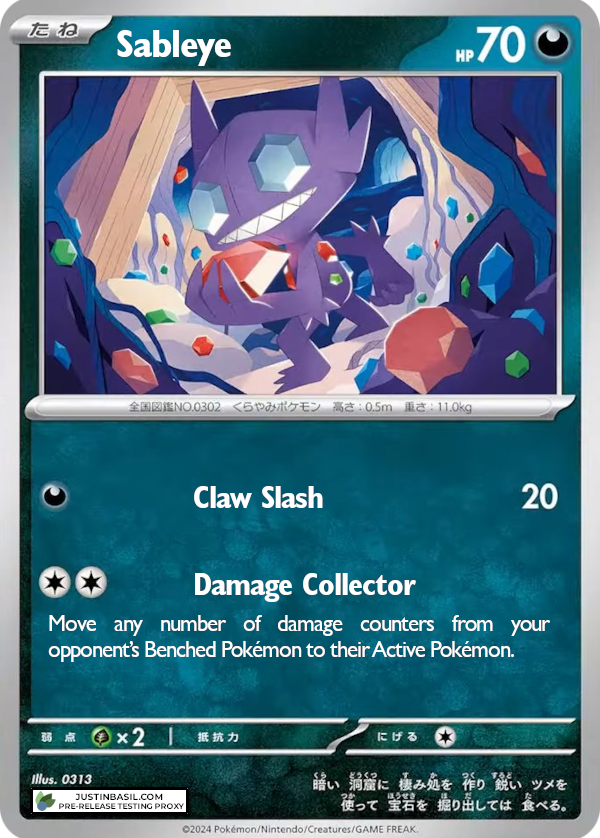 たね Sableye HP70
全国図鑑NO.0302 くらやみポケモン 高さ:0.5m 重さ:11.0kg
Claw Slash 20
Damage Collector
Move any number of damage counters from your
opponent's Benched Pokémon to their Active Pokémon.
弱点 ×2 抵抗力 にげる
Illus. 0313
JUSTINBASIL.COM
PRE-RELEASE TESTING PROXY
暗い 洞窟に 棲み処を 作り 鋭い ツメを
使って 宝石を 掘り出しては 食べる。
©2024 Pokémon/Nintendo/Creatures/GAME FREAK.